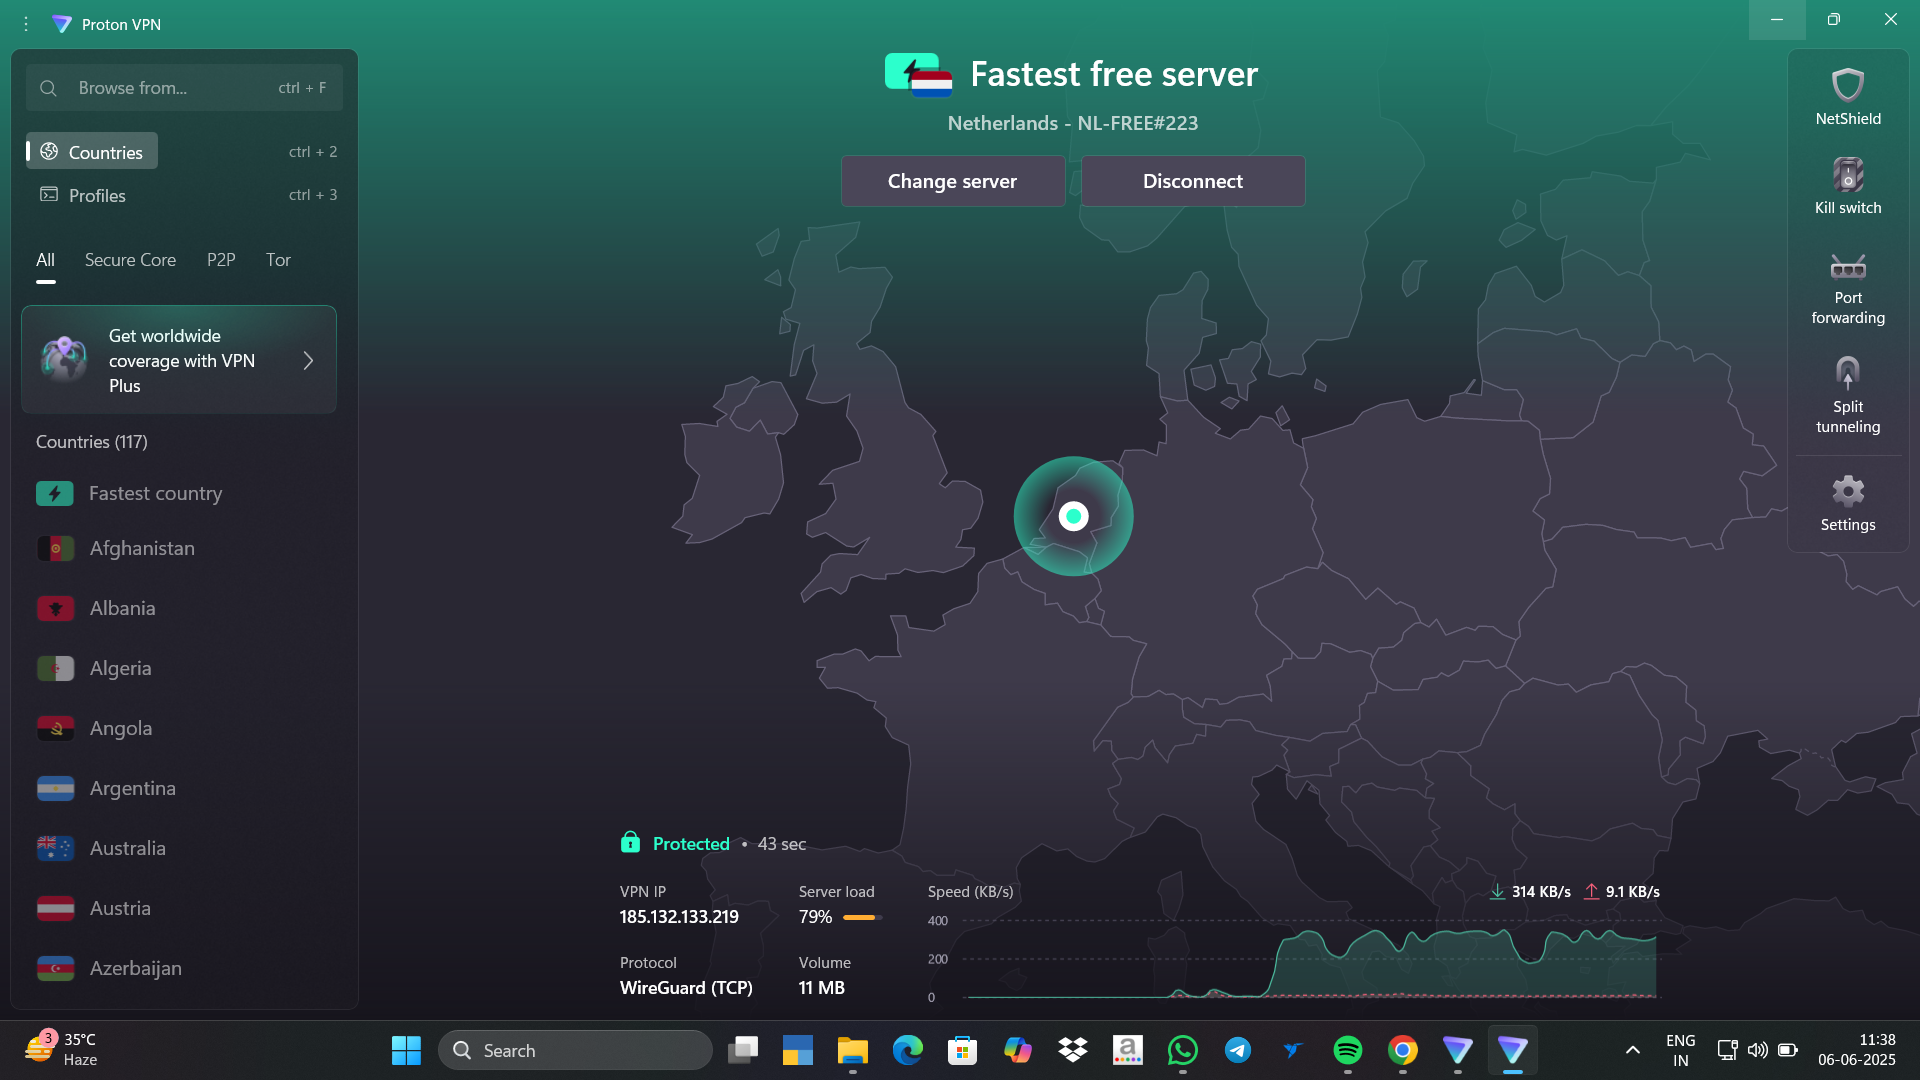 Proton VPN
Browse from...
ctrl + F
Countries
ctrl + 2
Profiles
ctrl + 3
All
Secure Core
P2P
Tor
Get worldwide
coverage with VPN
Plus
Countries (117)
Fastest country
Afghanistan
Albania
Algeria
Angola
Argentina
Australia
Austria
Azerbaijan
Fastest free server
Netherlands - NL-FREE#223
Change server
Disconnect
NetShield
Kill switch
Port
forwarding
Split
tunneling
Settings
Protected • 43 sec
VPN IP
185.132.133.219
Server load
79%
Protocol
WireGuard (TCP)
Volume
11 MB
Speed (KB/s)
314 KB/s
9.1 KB/s
400
200
0
3
35°C
Haze
Search
a
ENG
IN
11:38
06-06-2025